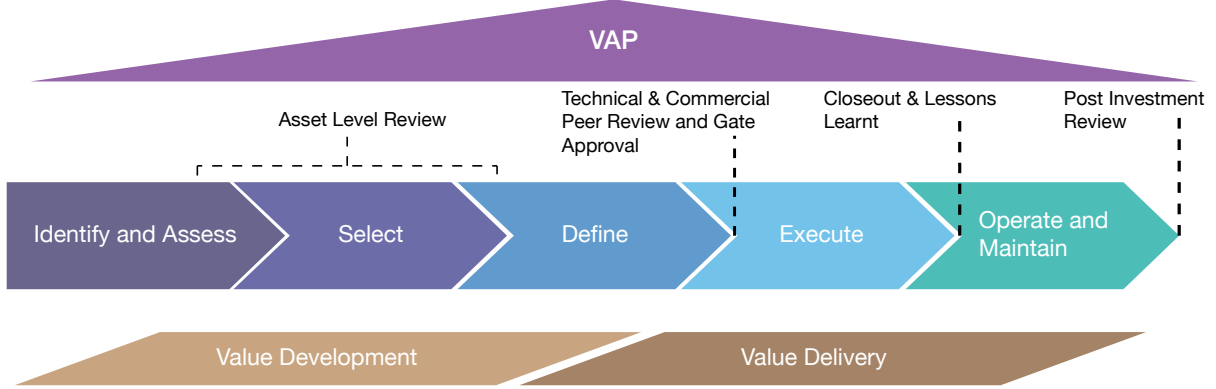 VAP
Asset Level Review
Technical & Commercial
Peer Review and Gate
Approval
Closeout & Lessons
Learnt
Post Investment
Review
Identify and Assess
Select
Define
Execute
Operate and
Maintain
Value Development
Value Delivery